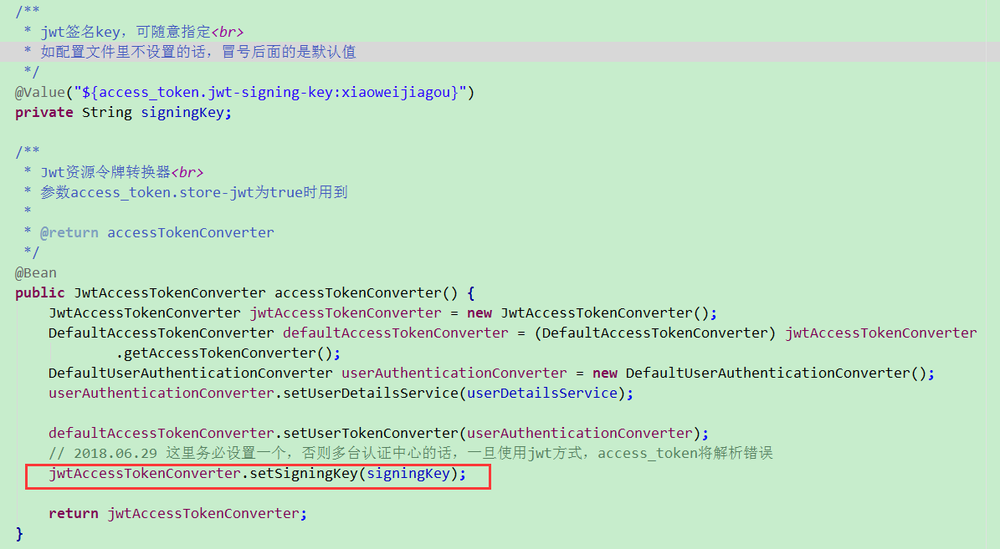 /**
 * jwt签名key，可随意指定<br>
 * 如配置文件里不设置的话，冒号后面的是默认值
 */
@Value("${access_token.jwt-signing-key:xiaoweijiagou}")
private String signingKey;
/**
 * Jwt资源令牌转换器<br>
 * 参数access_token.store-jwt为true时用到
 *
 * @return accessTokenConverter
 */
@Bean
public JwtAccessTokenConverter accessTokenConverter() {
    JwtAccessTokenConverter jwtAccessTokenConverter = new JwtAccessTokenConverter();
    DefaultAccessTokenConverter defaultAccessTokenConverter = (DefaultAccessTokenConverter) jwtAccessTokenConverter
            .getAccessTokenConverter();
    DefaultUserAuthenticationConverter userAuthenticationConverter = new DefaultUserAuthenticationConverter();
    userAuthenticationConverter.setUserDetailsService(userDetailsService);
    defaultAccessTokenConverter.setUserTokenConverter(userAuthenticationConverter);
    // 2018.06.29 这里务必设置一个，否则多台认证中心的话，一旦使用jwt方式，access_token将解析错误
    jwtAccessTokenConverter.setSigningKey(signingKey);
    return jwtAccessTokenConverter;
}